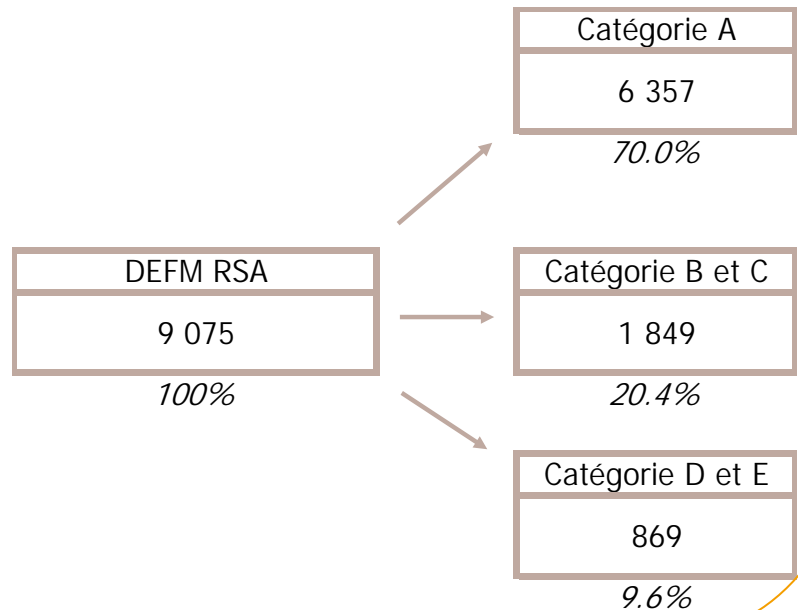 Catégorie A
6 357
70.0%
DEFM RSA
9 075
100%
Catégorie B et C
1 849
20.4%
Catégorie D et E
869
9.6%